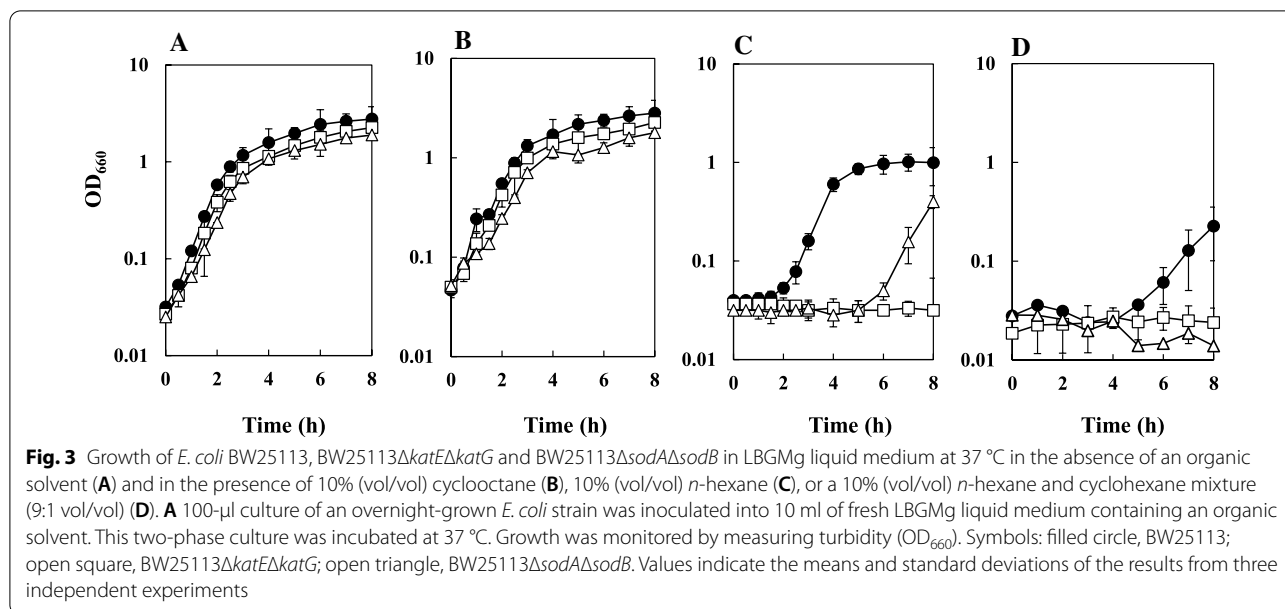 A
B
C
D
10
1
0.1
0.01
OD660
0 2 4 6 8
Time (h)
10
1
0.1
0.01
0 2 4 6 8
Time (h)
10
1
0.1
0.01
0 2 4 6 8
Time (h)
10
1
0.1
0.01
0 2 4 6 8
Time (h)
Fig. 3 Growth of E. coli BW25113, BW25113ΔkatEΔkatG and BW25113ΔsodAΔsodB in LBGMg liquid medium at 37 °C in the absence of an organic
solvent (A) and in the presence of 10% (vol/vol) cyclooctane (B), 10% (vol/vol) n-hexane (C), or a 10% (vol/vol) n-hexane and cyclohexane mixture
(9:1 vol/vol) (D). A 100-µl culture of an overnight-grown E. coli strain was inoculated into 10 ml of fresh LBGMg liquid medium containing an organic
solvent. This two-phase culture was incubated at 37 °C. Growth was monitored by measuring turbidity (OD660). Symbols: filled circle, BW25113;
open square, BW25113ΔkatEΔkatG; open triangle, BW25113ΔsodAΔsodB. Values indicate the means and standard deviations of the results from three
independent experiments